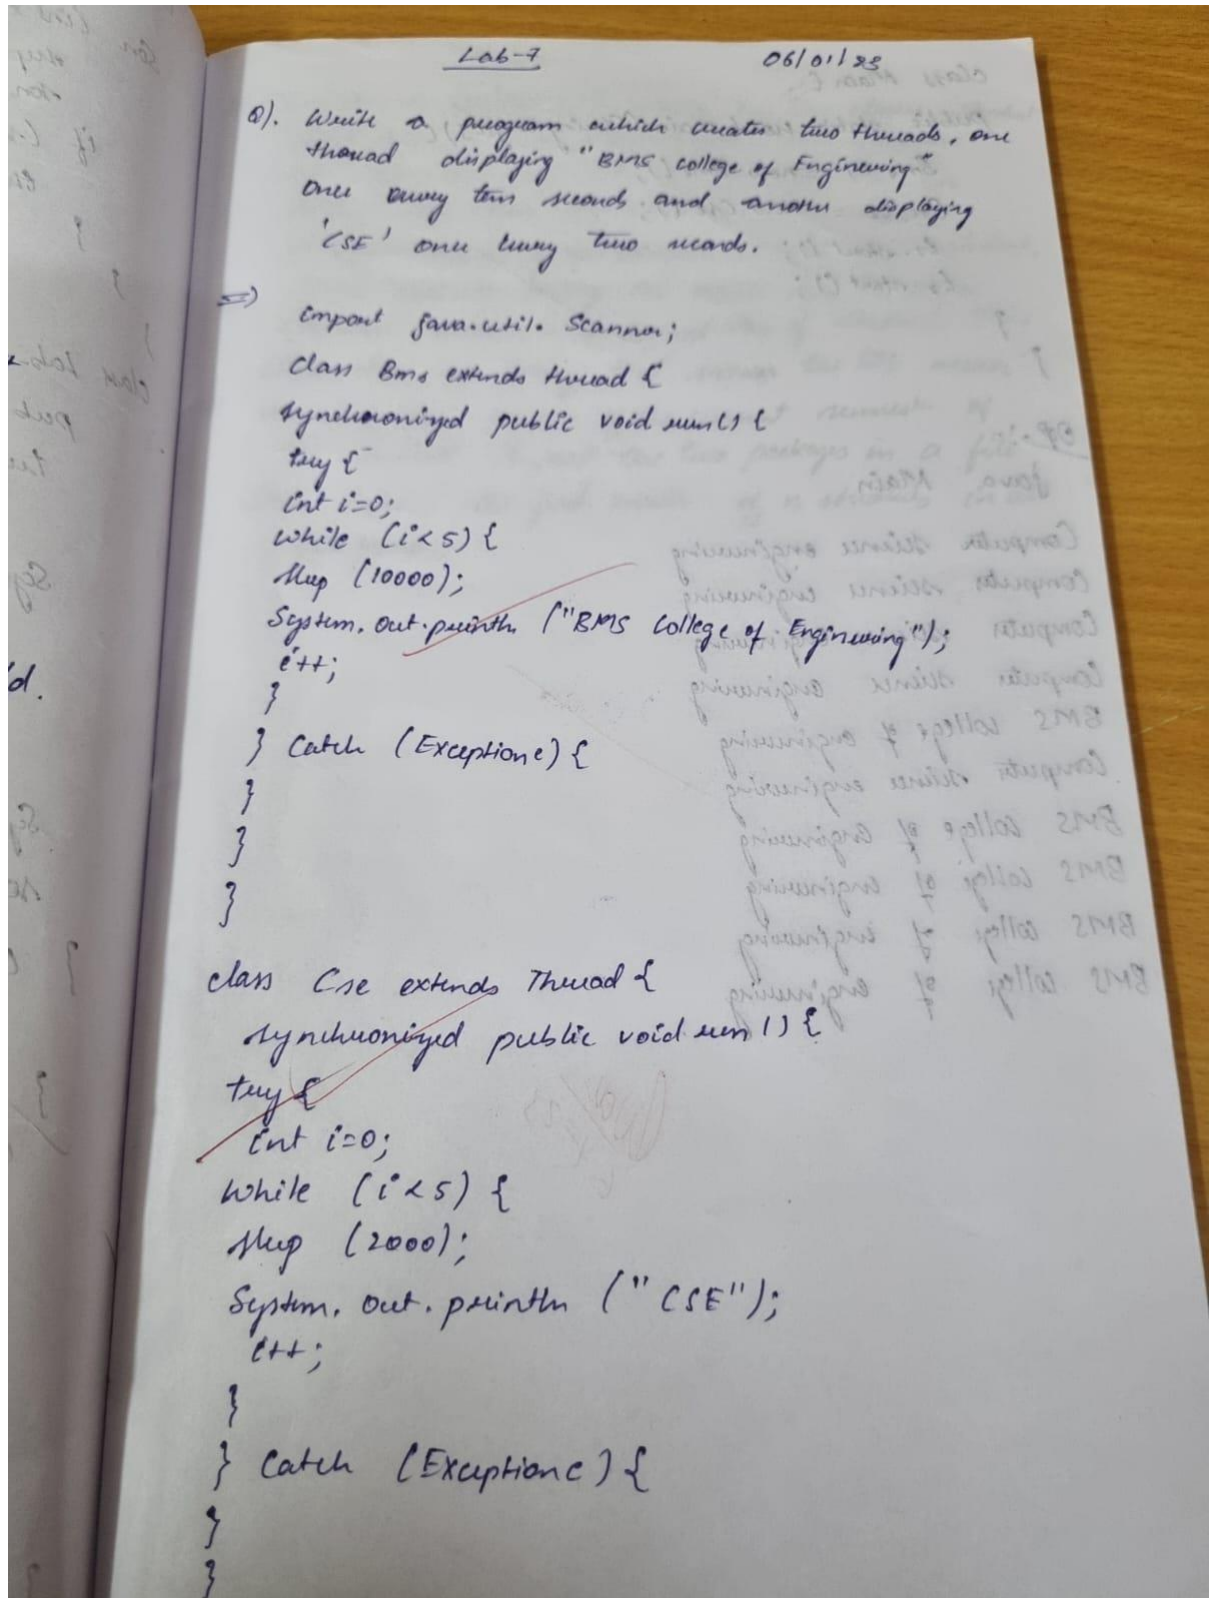 Lab-7
06/01/23
Q). Write a program which creates two threads, one
thread displaying "BMS college of Engineering"
once every ten seconds and another displaying
'CSE' once every two seconds.
=>
import java.util.Scanner;
class Bms extends thread {
synchronized public void run() {
try {
int i=0;
while (i<5) {
sleep (10000);
System.out.println ("BMS College of Engineering");
i++;
}
} catch (Exception e) {
}
}
}
class Cse extends Thread {
synchronized public void run() {
try {
int i=0;
while (i<5) {
sleep (2000);
System.out.println ("CSE");
i++;
}
} catch (Exception e) {
}
}